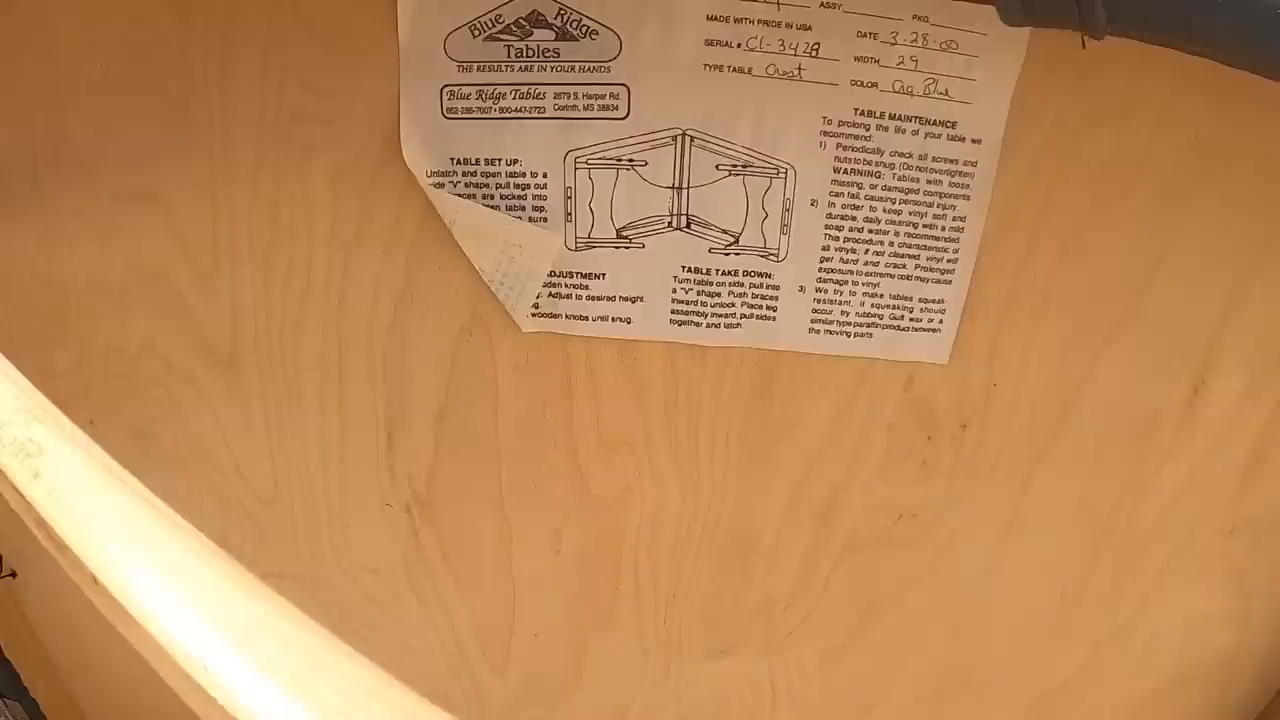 ASSY PKG
Blue Ridge
Tables
THE RESULTS ARE IN YOUR HANDS
Blue Ridge Tables 2679 S. Harper Rd.
662-286-7007 • 800-447-2723 Corinth, MS 38834
MADE WITH PRIDE IN USA
SERIAL # CI-3428
TYPE TABLE Crest
DATE 3-28-00
WIDTH 29
COLOR Blue
TABLE SET UP:
Unlatch and open table to a
"V" shape, pull legs out
are locked into
table top,
sure
ADJUSTMENT
knobs.
Adjust to desired height.
wooden knobs until snug.
TABLE TAKE DOWN:
Turn table on side, pull into
a "V" shape. Push braces
inward to unlock. Place leg
assembly inward, pull sides
together and latch.
TABLE MAINTENANCE
To prolong the life of your table we
recommend:
1) Periodically check all screws and
nuts to be snug. (Do not overtighten)
WARNING: Tables with loose,
missing, or damaged components
can fail, causing personal injury.
2) In order to keep vinyl soft and
durable, daily cleaning with a mild
soap and water is recommended.
This procedure is characteristic of
all vinyls; if not cleaned, vinyl will
get hard and crack. Prolonged
exposure to extreme cold may cause
damage to vinyl.
3) We try to make tables squeak-
resistant, if squeaking should
occur, try rubbing Gulf wax or a
similar type paraffin product between
the moving parts.